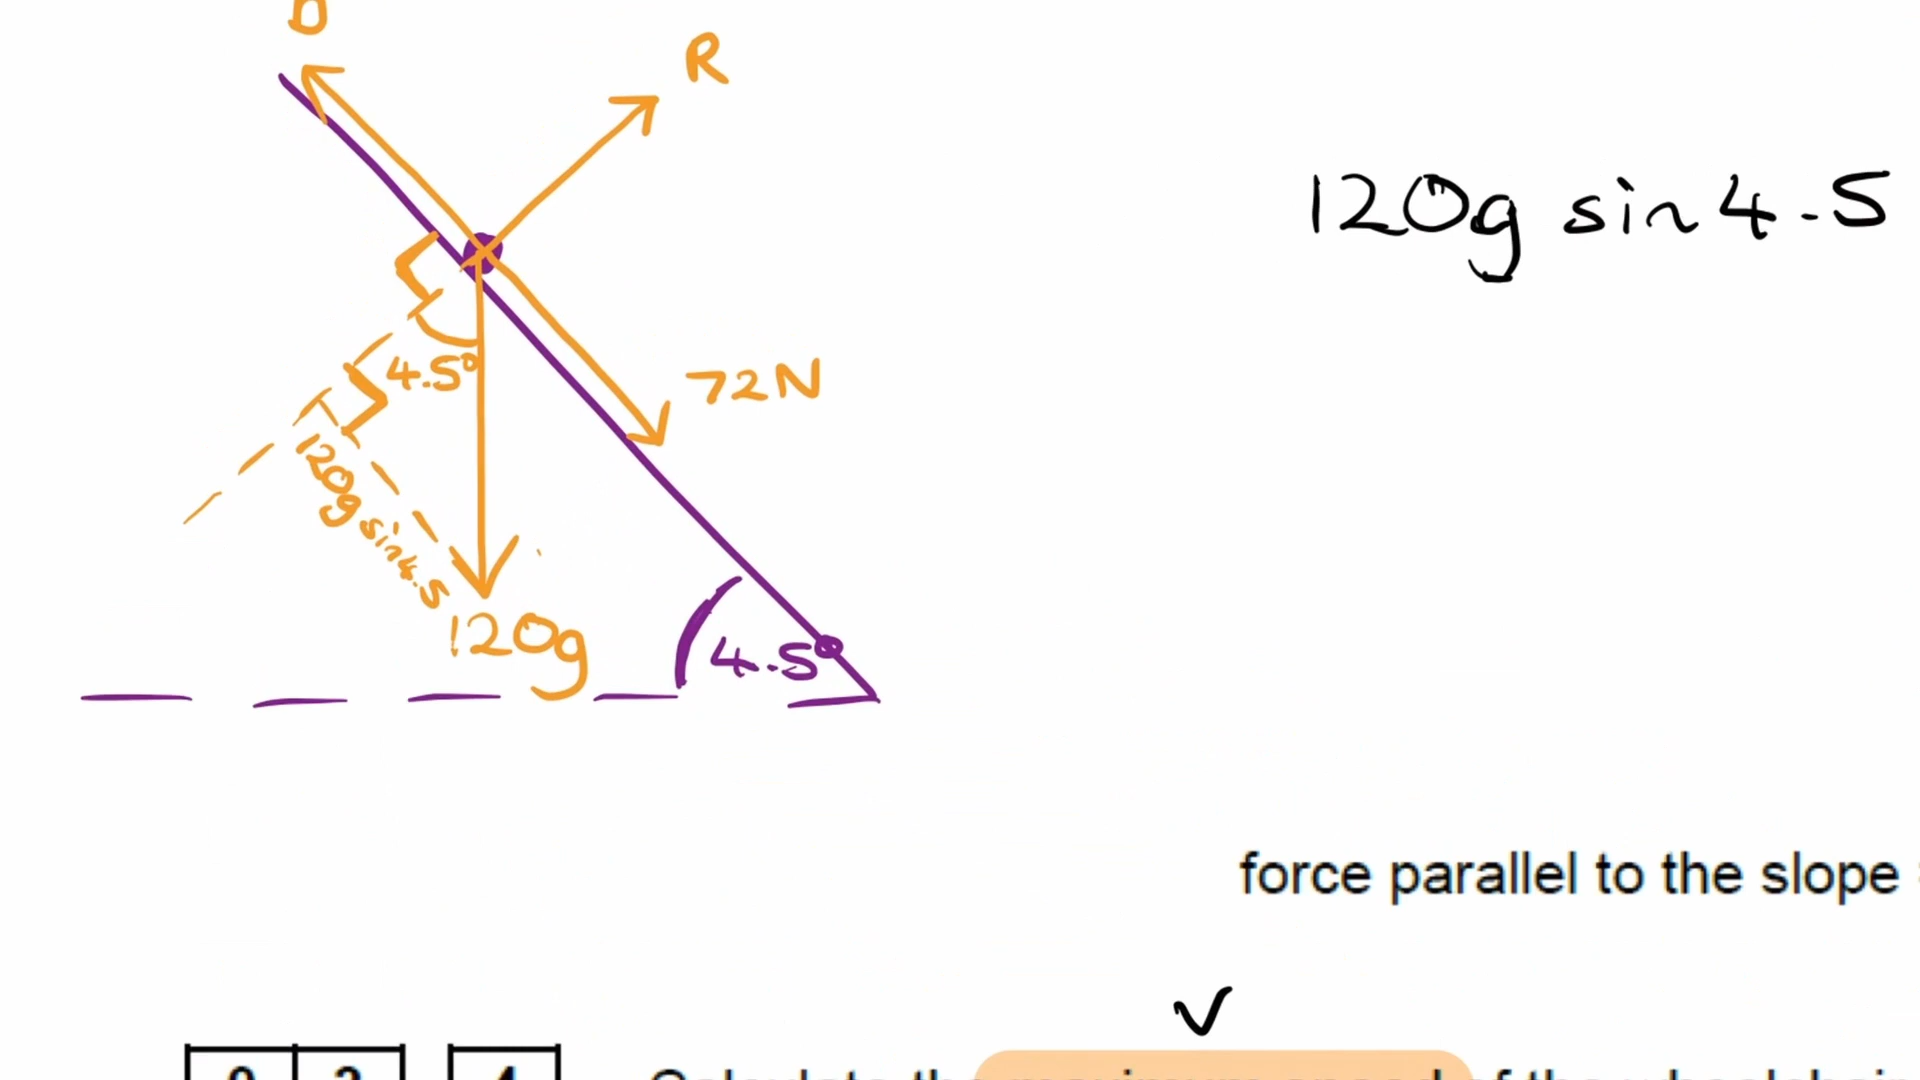 R
120g sin 4.5
72N
4.5°
120g sin 4.5
120g
4.5°
force parallel to the slope